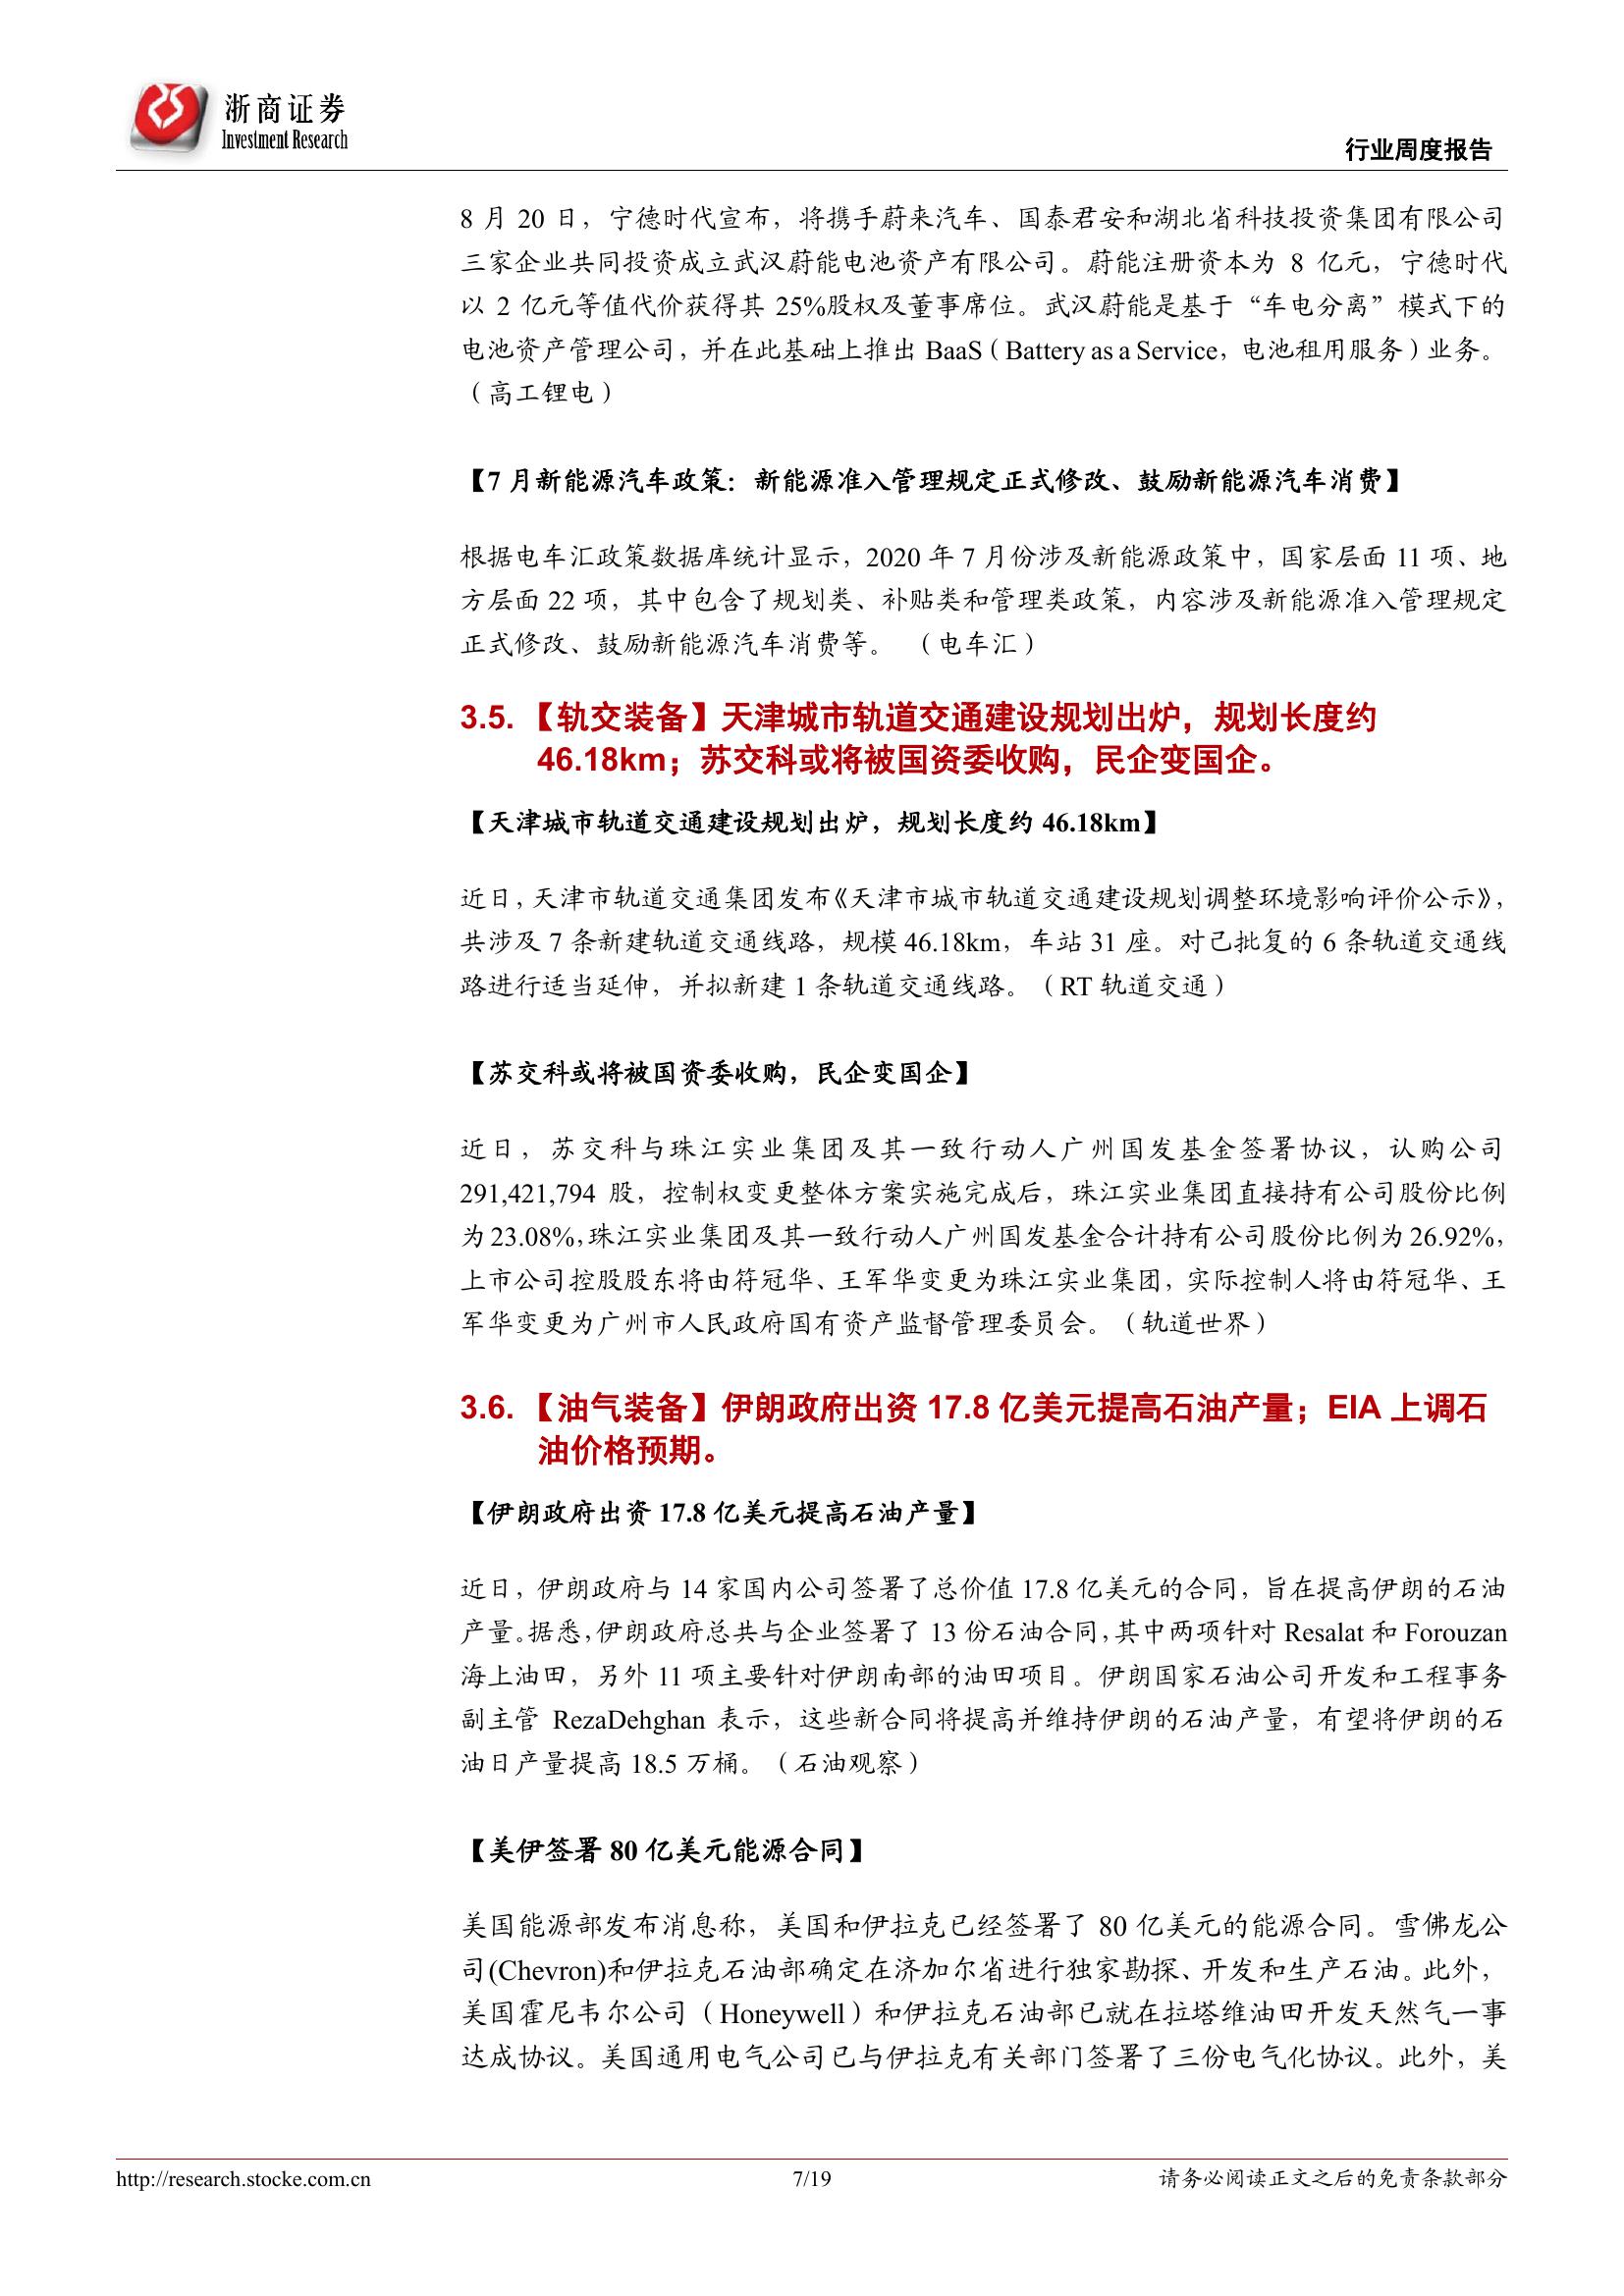 浙商证券
Investment Research
行业周度报告
8 月 20 日，宁德时代宣布，将携手蔚来汽车、国泰君安和湖北省科技投资集团有限公司
三家企业共同投资成立武汉蔚能电池资产有限公司。蔚能注册资本为 8 亿元，宁德时代
以 2 亿元等值代价获得其 25%股权及董事席位。武汉蔚能是基于“车电分离”模式下的
电池资产管理公司，并在此基础上推出 BaaS（Battery as a Service，电池租用服务）业务。
（高工锂电）
【7 月新能源汽车政策：新能源准入管理规定正式修改、鼓励新能源汽车消费】
根据电车汇政策数据库统计显示，2020 年 7 月份涉及新能源政策中，国家层面 11 项、地
方层面 22 项，其中包含了规划类、补贴类和管理类政策，内容涉及新能源准入管理规定
正式修改、鼓励新能源汽车消费等。 （电车汇）
3.5. 【轨交装备】天津城市轨道交通建设规划出炉，规划长度约
46.18km；苏交科或将被国资委收购，民企变国企。
【天津城市轨道交通建设规划出炉，规划长度约 46.18km】
近日，天津市轨道交通集团发布《天津市城市轨道交通建设规划调整环境影响评价公示》，
共涉及 7 条新建轨道交通线路，规模 46.18km，车站 31 座。对己批复的 6 条轨道交通线
路进行适当延伸，并拟新建 1 条轨道交通线路。（RT 轨道交通）
【苏交科或将被国资委收购，民企变国企】
近日，苏交科与珠江实业集团及其一致行动人广州国发基金签署协议，认购公司
291,421,794 股，控制权变更整体方案实施完成后，珠江实业集团直接持有公司股份比例
为 23.08%，珠江实业集团及其一致行动人广州国发基金合计持有公司股份比例为 26.92%，
上市公司控股股东将由符冠华、王军华变更为珠江实业集团，实际控制人将由符冠华、王
军华变更为广州市人民政府国有资产监督管理委员会。（轨道世界）
3.6. 【油气装备】伊朗政府出资 17.8 亿美元提高石油产量；EIA 上调石
油价格预期。
【伊朗政府出资 17.8 亿美元提高石油产量】
近日，伊朗政府与 14 家国内公司签署了总价值 17.8 亿美元的合同，旨在提高伊朗的石油
产量。据悉，伊朗政府总共与企业签署了 13 份石油合同，其中两项针对 Resalat 和 Forouzan
海上油田，另外 11 项主要针对伊朗南部的油田项目。伊朗国家石油公司开发和工程事务
副主管 RezaDehghan 表示，这些新合同将提高并维持伊朗的石油产量，有望将伊朗的石
油日产量提高 18.5 万桶。（石油观察）
【美伊签署 80 亿美元能源合同】
美国能源部发布消息称，美国和伊拉克已经签署了 80 亿美元的能源合同。雪佛龙公
司(Chevron)和伊拉克石油部确定在济加尔省进行独家勘探、开发和生产石油。此外，
美国霍尼韦尔公司（Honeywell）和伊拉克石油部已就在拉塔维油田开发天然气一事
达成协议。美国通用电气公司已与伊拉克有关部门签署了三份电气化协议。此外，美
http://research.stocke.com.cn
7/19
请务必阅读正文之后的免责条款部分